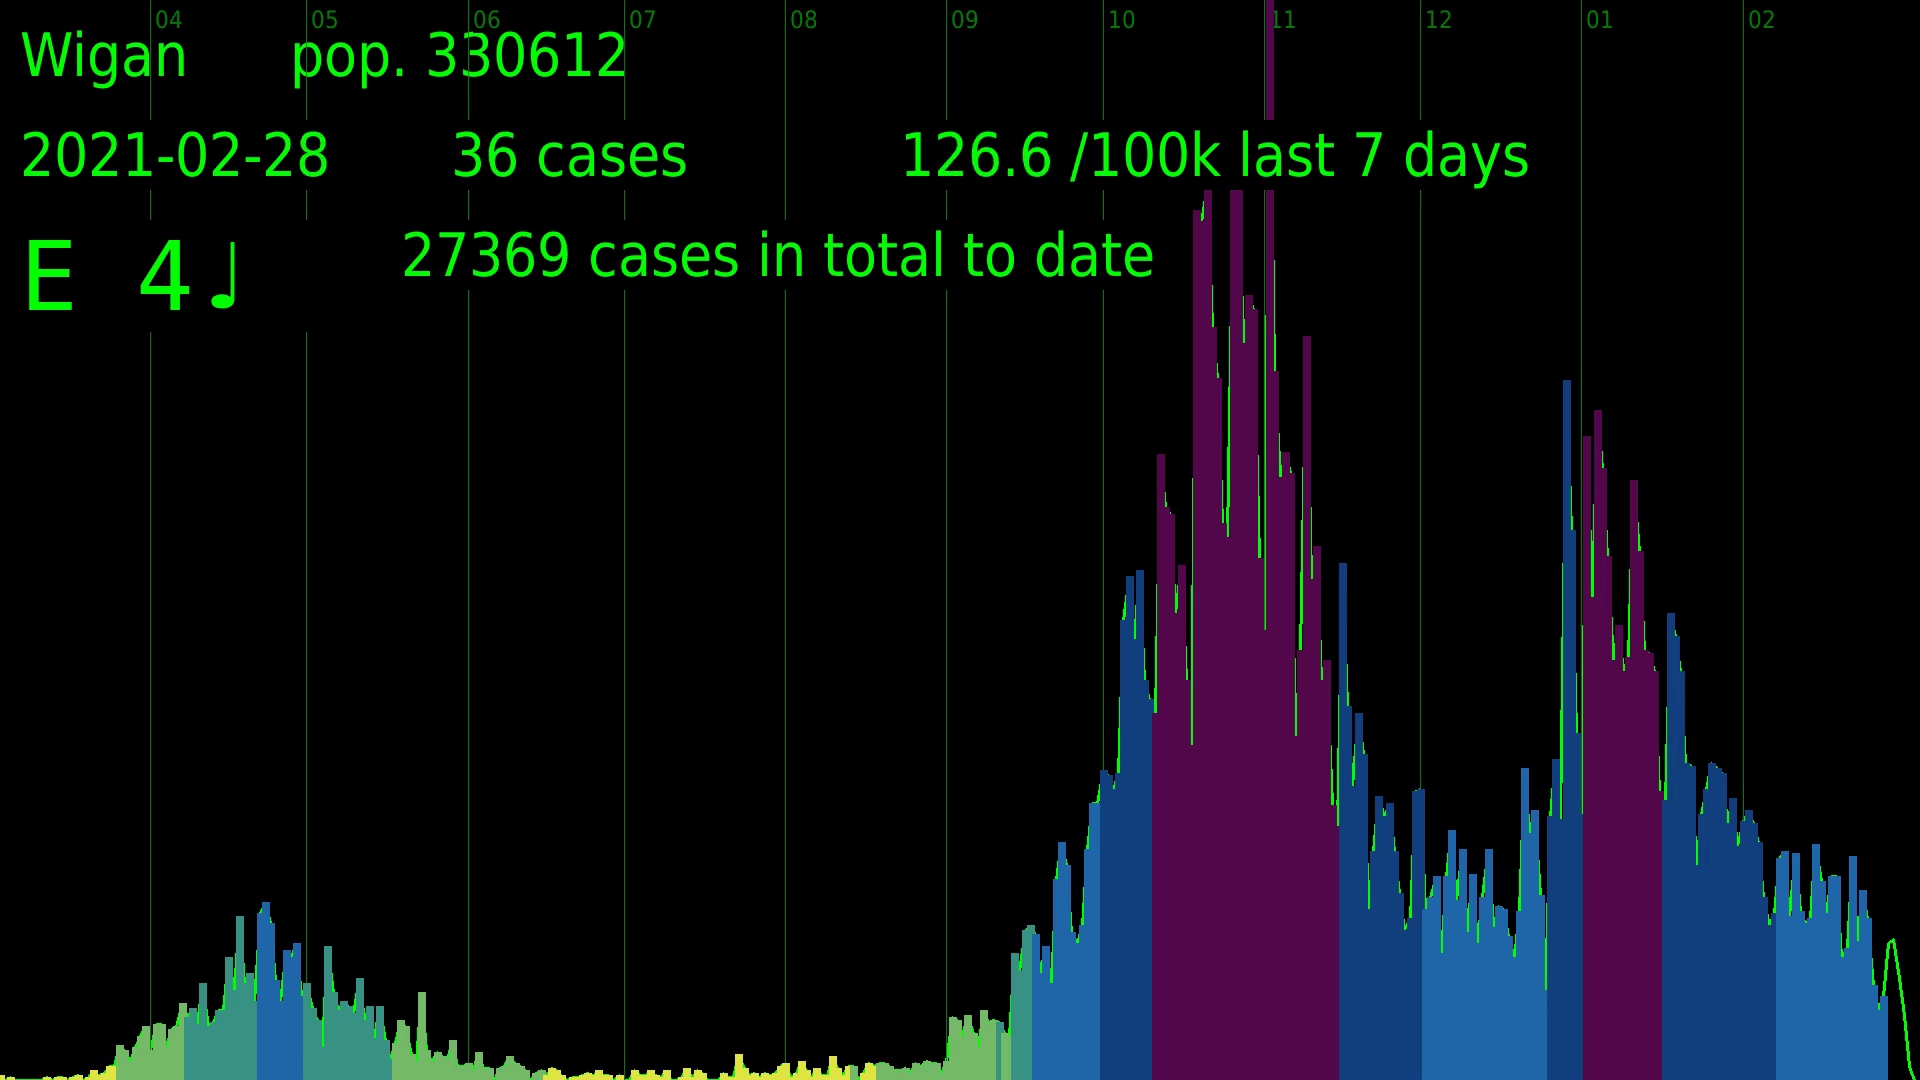 04 05 06 07 08 09 10 11 12 01 02
Wigan pop. 330612
2021-02-28 36 cases 126.6 /100k last 7 days
E 4♩ 27369 cases in total to date